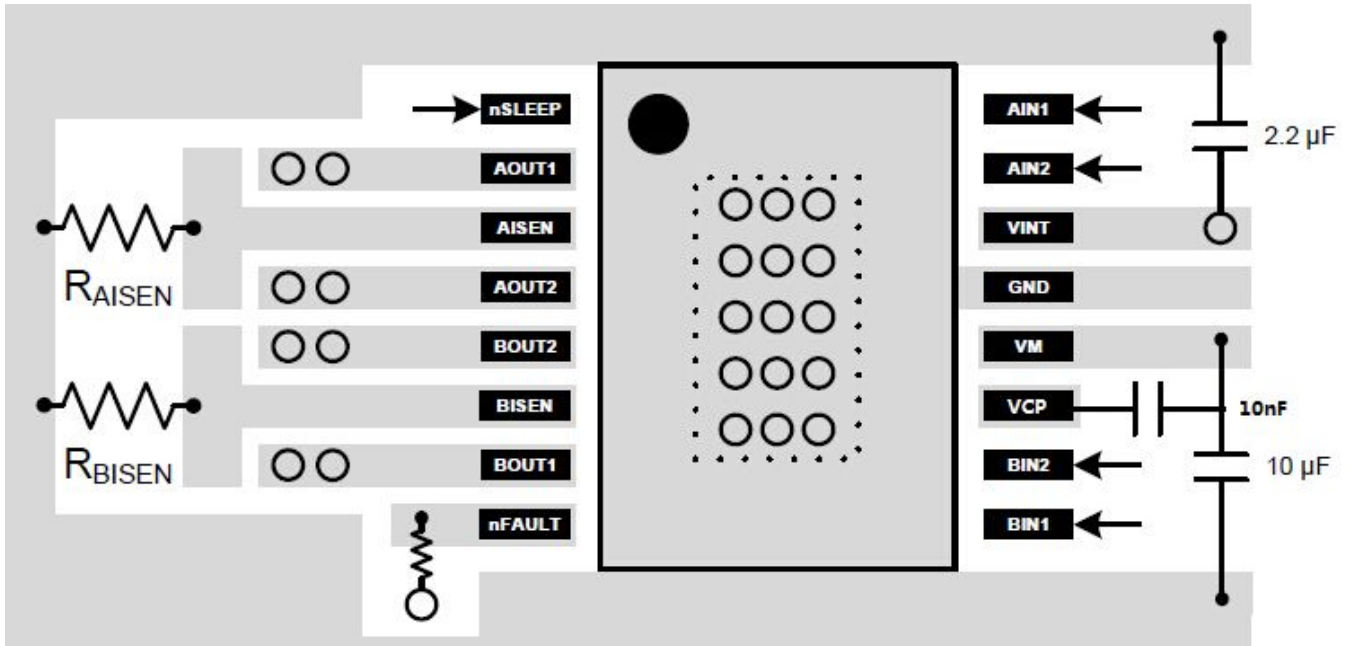 nSLEEP
AOUT1
AISEN
AOUT2
BOUT2
BISEN
BOUT1
nFAULT
RAISEN
RBISEN
AIN1
AIN2
VINT
GND
VM
VCP
BIN2
BIN1
2.2 µF
10nF
10 µF